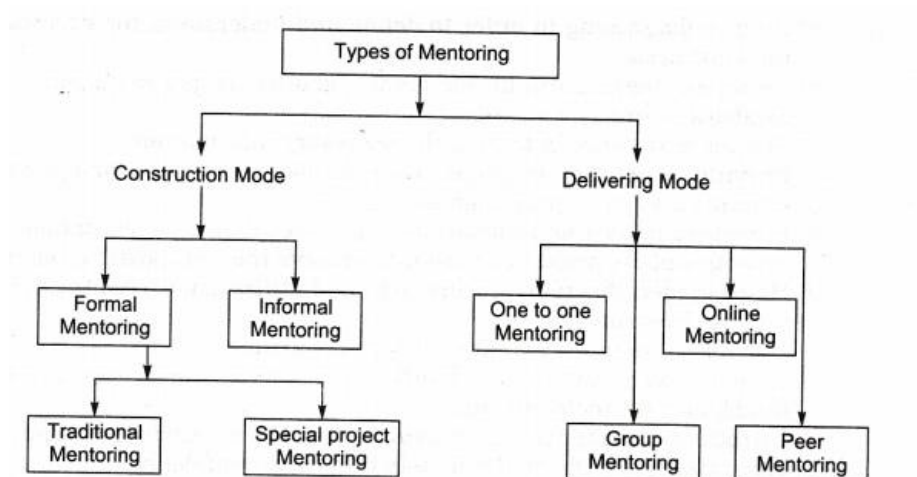 Types of Mentoring
Construction Mode
Delivering Mode
Formal
Mentoring
Informal
Mentoring
One to one
Mentoring
Online
Mentoring
Traditional
Mentoring
Special project
Mentoring
Group
Mentoring
Peer
Mentoring